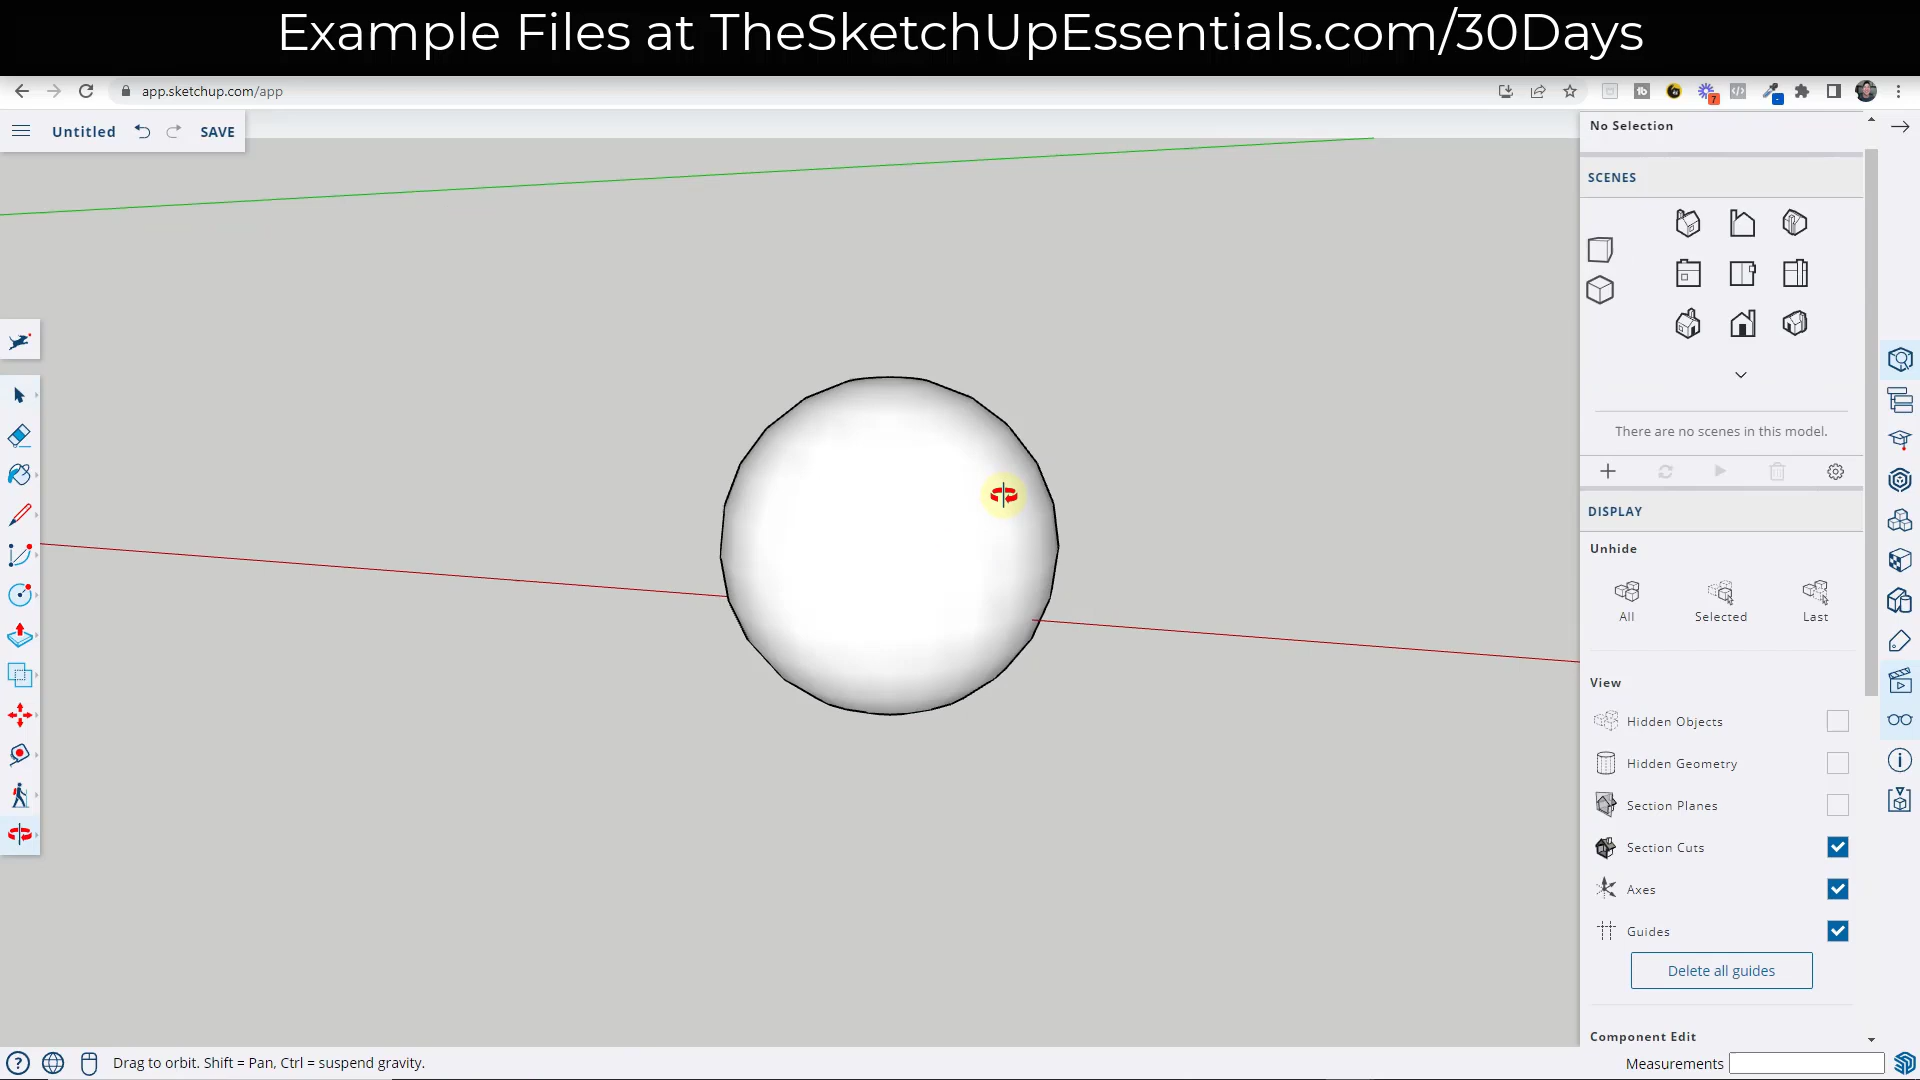 Example Files at TheSketchUpEssentials.com/30Days
app.sketchup.com/app
7
Untitled
SAVE
No Selection
SCENES
There are no scenes in this model.
DISPLAY
Unhide
All
Selected
Last
View
Hidden Objects
Hidden Geometry
Section Planes
Section Cuts
Axes
Guides
Delete all guides
Component Edit
Drag to orbit. Shift = Pan, Ctrl = suspend gravity.
Measurements